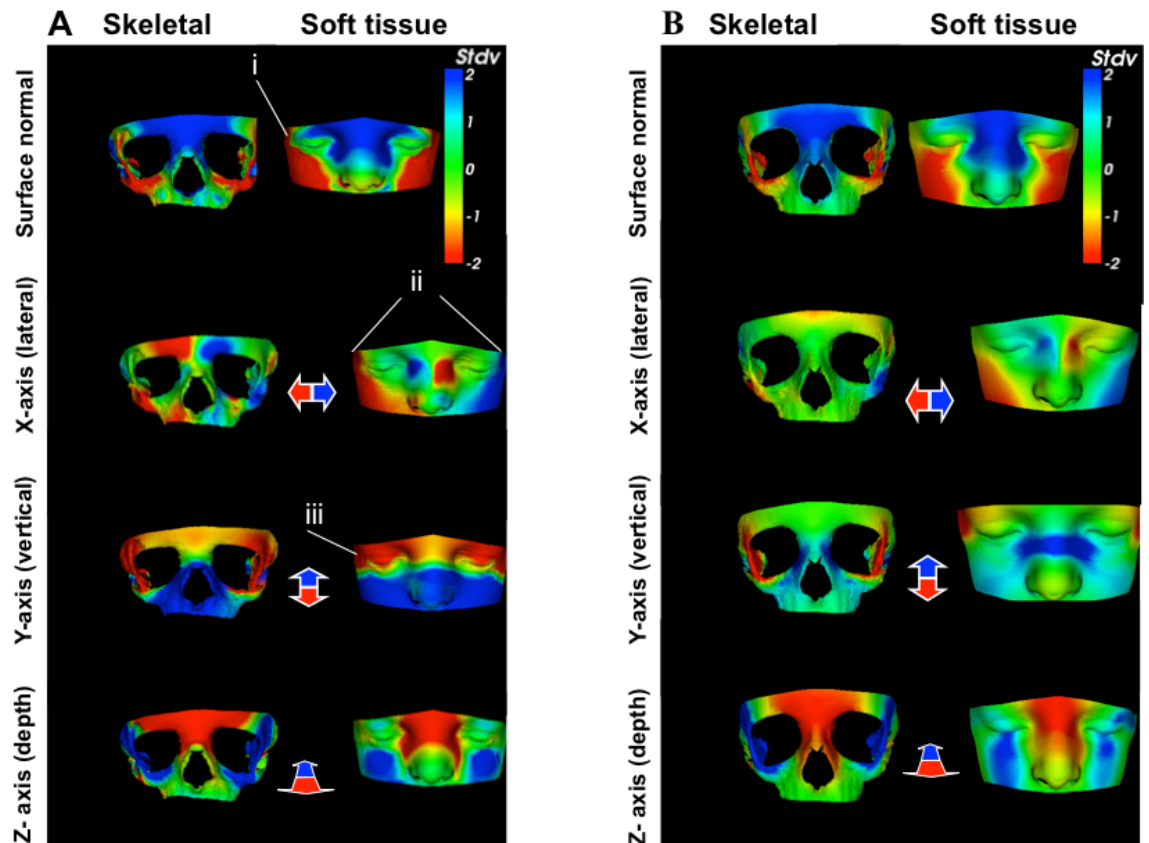 A Skeletal Soft tissue
Surface normal
i
Stdv
2
1
0
-1
-2
X-axis (lateral)
ii
Y-axis (vertical)
iii
Z- axis (depth)
B Skeletal Soft tissue
Surface normal
Stdv
2
1
0
-1
-2
X-axis (lateral)
Y-axis (vertical)
Z- axis (depth)